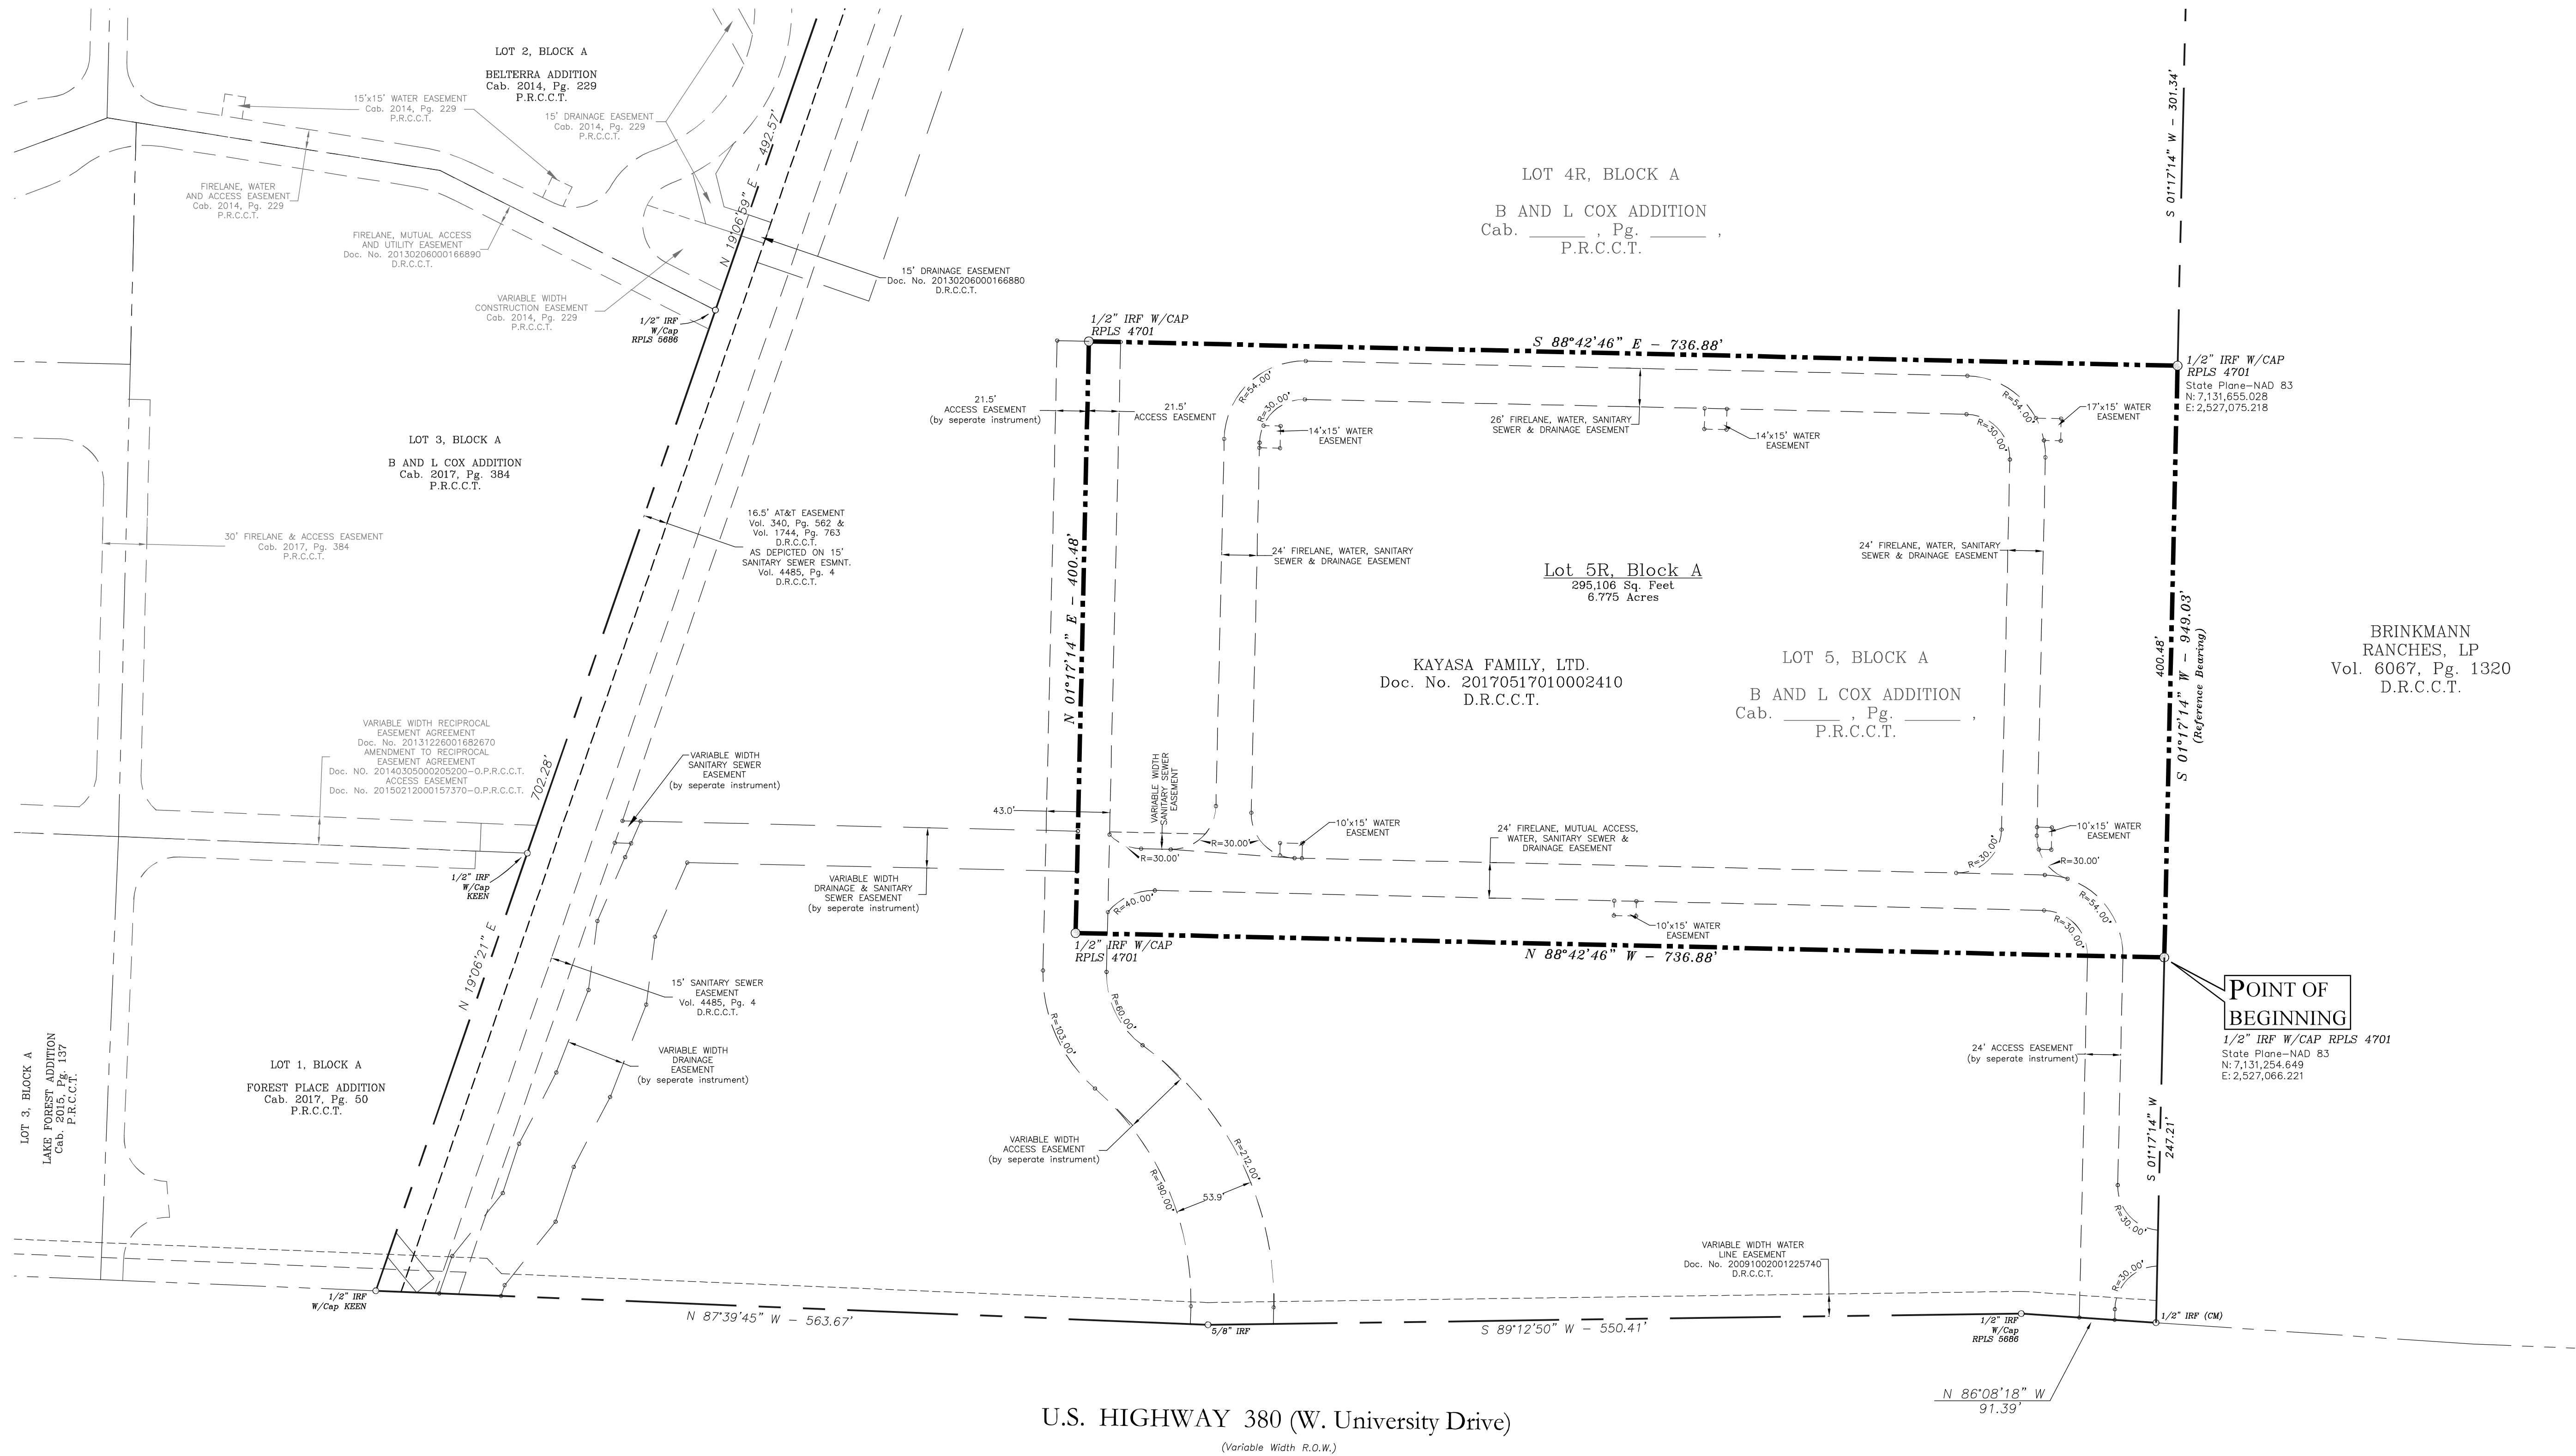 LOT 2, BLOCK A
BELTERRA ADDITION
Cab. 2014, Pg. 229
P.R.C.C.T.
15'x15' WATER EASEMENT
Cab. 2014, Pg. 229
P.R.C.C.T.
15' DRAINAGE EASEMENT
Cab. 2014, Pg. 229
P.R.C.C.T.
FIRELANE, WATER
AND ACCESS EASEMENT
Cab. 2014, Pg. 229
P.R.C.C.T.
FIRELANE, MUTUAL ACCESS
AND UTILITY EASEMENT
Doc. No. 20130206000166890
D.R.C.C.T.
VARIABLE WIDTH
CONSTRUCTION EASEMENT
Cab. 2014, Pg. 229
P.R.C.C.T.
N 19°06'59" E - 492.57'
15' DRAINAGE EASEMENT
Doc. No. 20130206000166880
D.R.C.C.T.
1/2" IRF
W/Cap
RPLS 5686
LOT 4R, BLOCK A
B AND L COX ADDITION
Cab. ______ , Pg. ______ ,
P.R.C.C.T.
S 01°17'14" W - 301.34'
1/2" IRF W/CAP
RPLS 4701
S 88°42'46" E - 736.88'
1/2" IRF W/CAP
RPLS 4701
State Plane-NAD 83
N: 7,131,655.028
E: 2,527,075.218
21.5'
ACCESS EASEMENT
(by seperate instrument)
21.5'
ACCESS EASEMENT
R=54.00'
R=30.00'
14'x15' WATER
EASEMENT
26' FIRELANE, WATER, SANITARY
SEWER & DRAINAGE EASEMENT
14'x15' WATER
EASEMENT
R=54.00'
R=30.00'
17'x15' WATER
EASEMENT
LOT 3, BLOCK A
B AND L COX ADDITION
Cab. 2017, Pg. 384
P.R.C.C.T.
30' FIRELANE & ACCESS EASEMENT
Cab. 2017, Pg. 384
P.R.C.C.T.
16.5' AT&T EASEMENT
Vol. 340, Pg. 562 &
Vol. 1744, Pg. 763
D.R.C.C.T.
AS DEPICTED ON 15'
SANITARY SEWER ESMNT.
Vol. 4485, Pg. 4
D.R.C.C.T.
N 01°17'14" E - 400.48'
24' FIRELANE, WATER, SANITARY
SEWER & DRAINAGE EASEMENT
Lot 5R, Block A
295,106 Sq. Feet
6.775 Acres
24' FIRELANE, WATER, SANITARY
SEWER & DRAINAGE EASEMENT
KAYASA FAMILY, LTD.
Doc. No. 20170517010002410
D.R.C.C.T.
LOT 5, BLOCK A
B AND L COX ADDITION
Cab. ______ , Pg. ______ ,
P.R.C.C.T.
400.48'
S 01°17'14" W - 949.03'
(Reference Bearing)
BRINKMANN
RANCHES, LP
Vol. 6067, Pg. 1320
D.R.C.C.T.
VARIABLE WIDTH RECIPROCAL
EASEMENT AGREEMENT
Doc. No. 20131226001682670
AMENDMENT TO RECIPROCAL
EASEMENT AGREEMENT
Doc. NO. 20140305000205200-O.P.R.C.C.T.
ACCESS EASEMENT
Doc. No. 20150212000157370-O.P.R.C.C.T.
702.28'
N 19°06'21" E
VARIABLE WIDTH
SANITARY SEWER
EASEMENT
(by seperate instrument)
43.0'
VARIABLE WIDTH
SANITARY SEWER
EASEMENT
R=30.00'
R=30.00'
10'x15' WATER
EASEMENT
24' FIRELANE, MUTUAL ACCESS,
WATER, SANITARY SEWER &
DRAINAGE EASEMENT
R=30.00'
10'x15' WATER
EASEMENT
R=30.00'
1/2" IRF
W/Cap
KEEN
VARIABLE WIDTH
DRAINAGE & SANITARY
SEWER EASEMENT
(by seperate instrument)
R=40.00'
10'x15' WATER
EASEMENT
R=54.00'
R=30.00'
1/2" IRF W/CAP
RPLS 4701
N 88°42'46" W - 736.88'
15' SANITARY SEWER
EASEMENT
Vol. 4485, Pg. 4
D.R.C.C.T.
POINT OF
BEGINNING
1/2" IRF W/CAP RPLS 4701
State Plane-NAD 83
N: 7,131,254.649
E: 2,527,066.221
R=103.00'
R=60.00'
VARIABLE WIDTH
DRAINAGE
EASEMENT
(by seperate instrument)
24' ACCESS EASEMENT
(by seperate instrument)
LOT 3, BLOCK A
LAKE FOREST ADDITION
Cab. 2015, Pg. 137
P.R.C.C.T.
LOT 1, BLOCK A
FOREST PLACE ADDITION
Cab. 2017, Pg. 50
P.R.C.C.T.
VARIABLE WIDTH
ACCESS EASEMENT
(by seperate instrument)
R=190.00'
53.9'
R=212.00'
S 01°17'14" W
247.21'
R=30.00'
R=30.00'
VARIABLE WIDTH WATER
LINE EASEMENT
Doc. No. 20091002001225740
D.R.C.C.T.
1/2" IRF
W/Cap KEEN
N 87°39'45" W - 563.67'
5/8" IRF
S 89°12'50" W - 550.41'
1/2" IRF
W/Cap
RPLS 5686
1/2" IRF (CM)
N 86°08'18" W
91.39'
U.S. HIGHWAY 380 (W. University Drive)
(Variable Width R.O.W.)